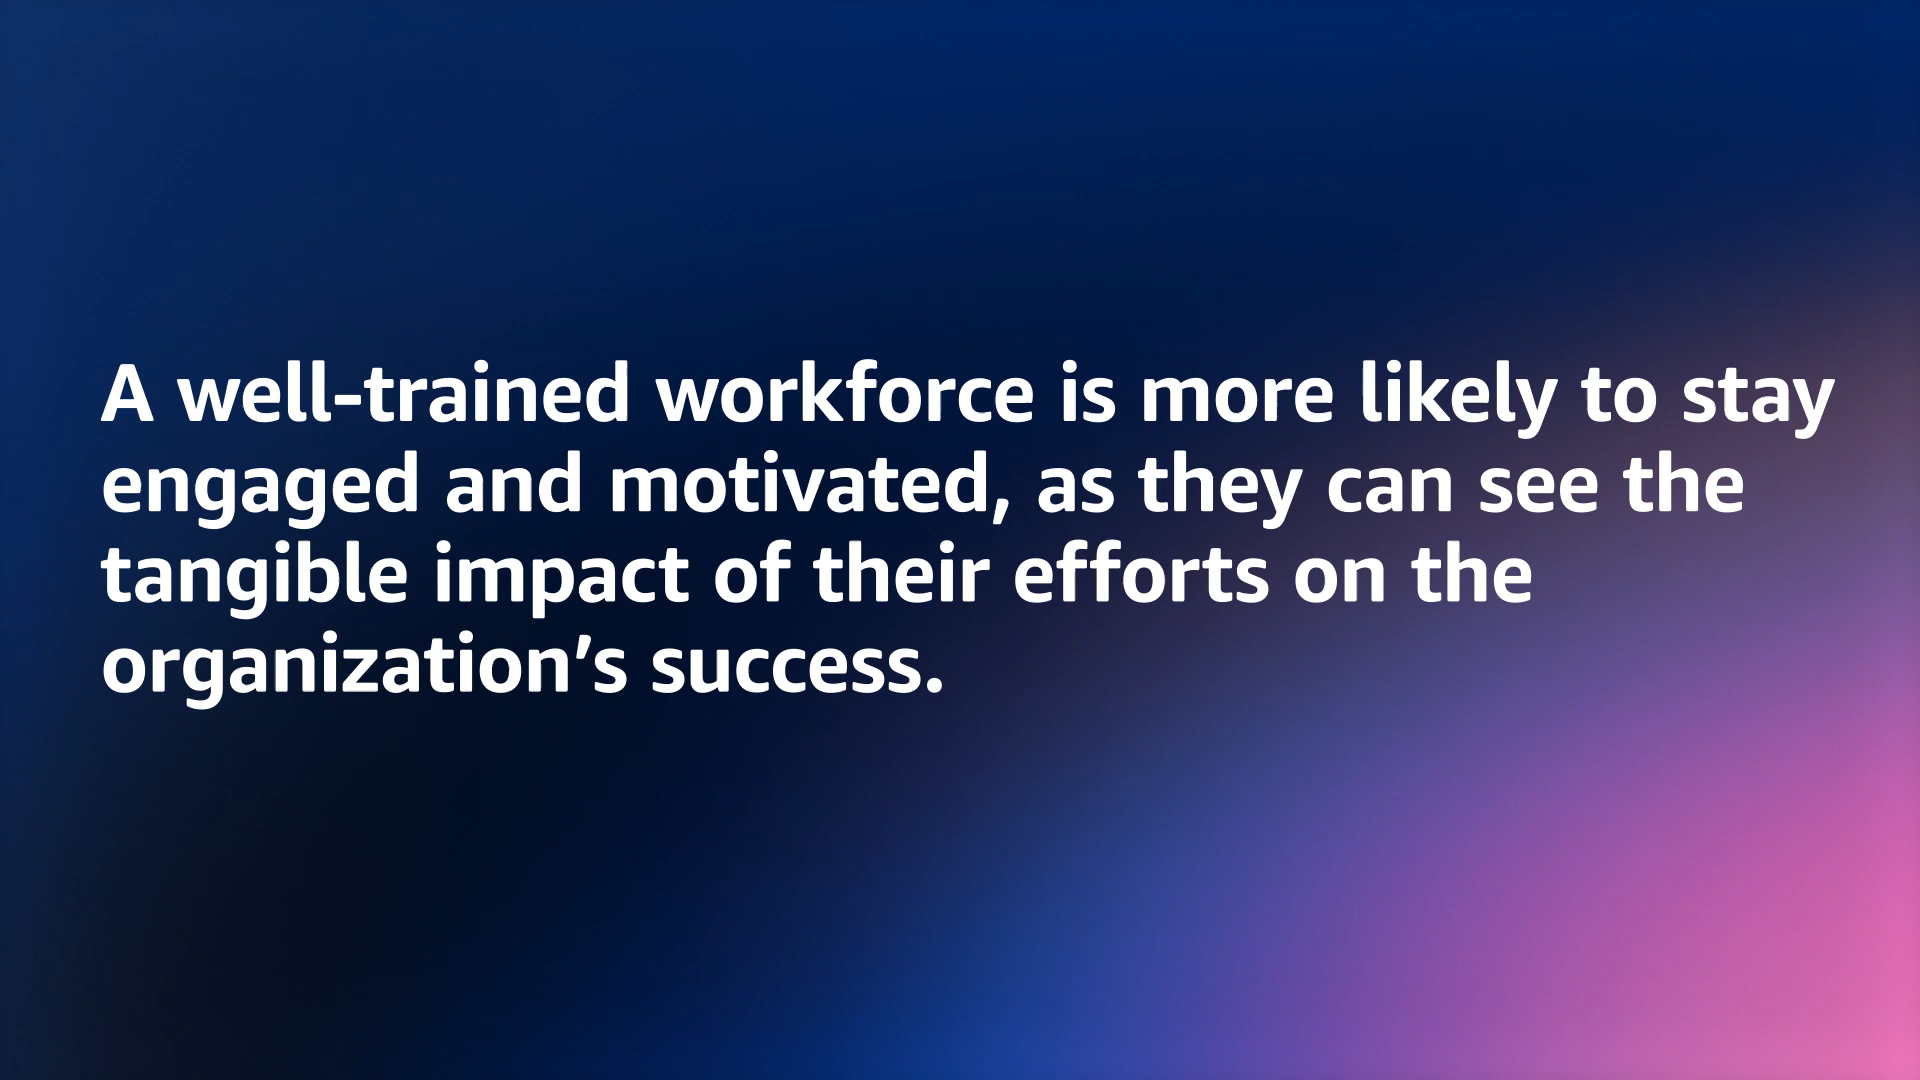 A well-trained workforce is more likely to stay
engaged and motivated, as they can see the
tangible impact of their efforts on the
organization’s success.